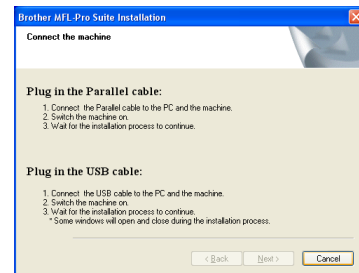 Brother MFL-Pro Suite Installation
Connect the machine
Plug in the Parallel cable:
1. Connect the Parallel cable to the PC and the machine.
2. Switch the machine on.
3. Wait for the installation process to continue.
Plug in the USB cable:
1. Connect the USB cable to the PC and the machine.
2. Switch the machine on.
3. Wait for the installation process to continue.
* Some windows will open and close during the installation process.
< Back Next > Cancel